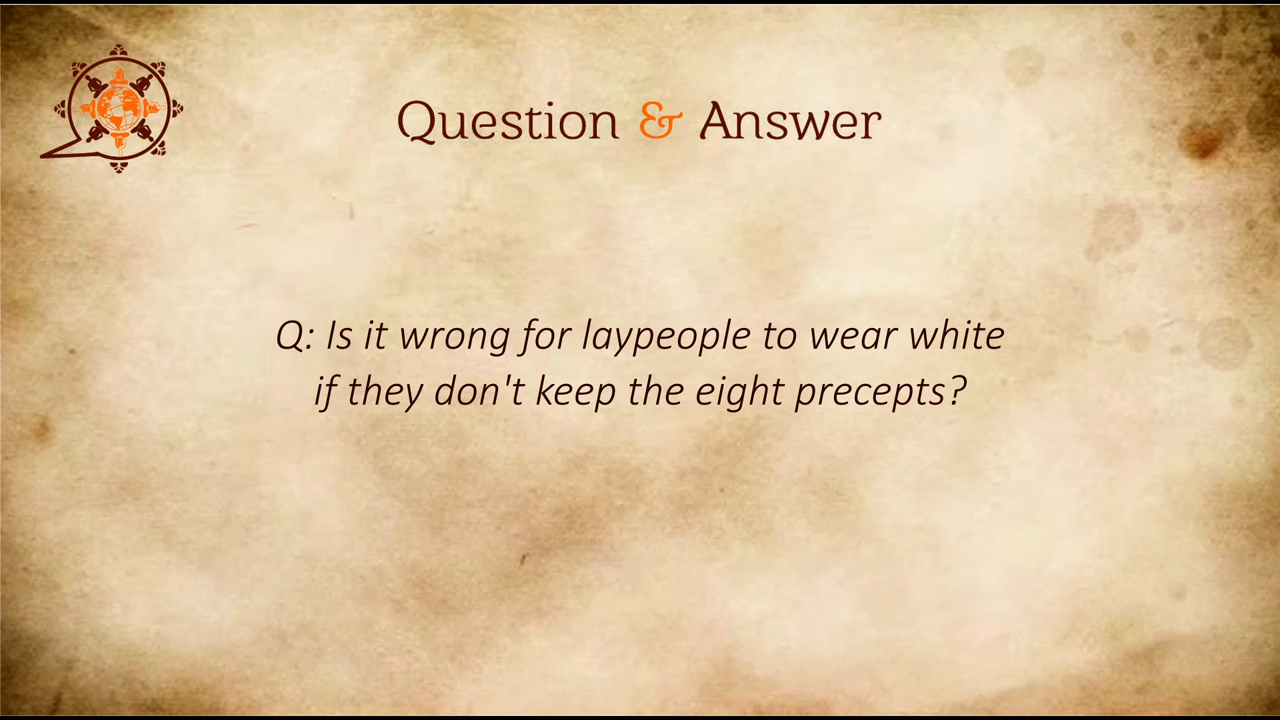 Question & Answer
Q: Is it wrong for laypeople to wear white
if they don't keep the eight precepts?